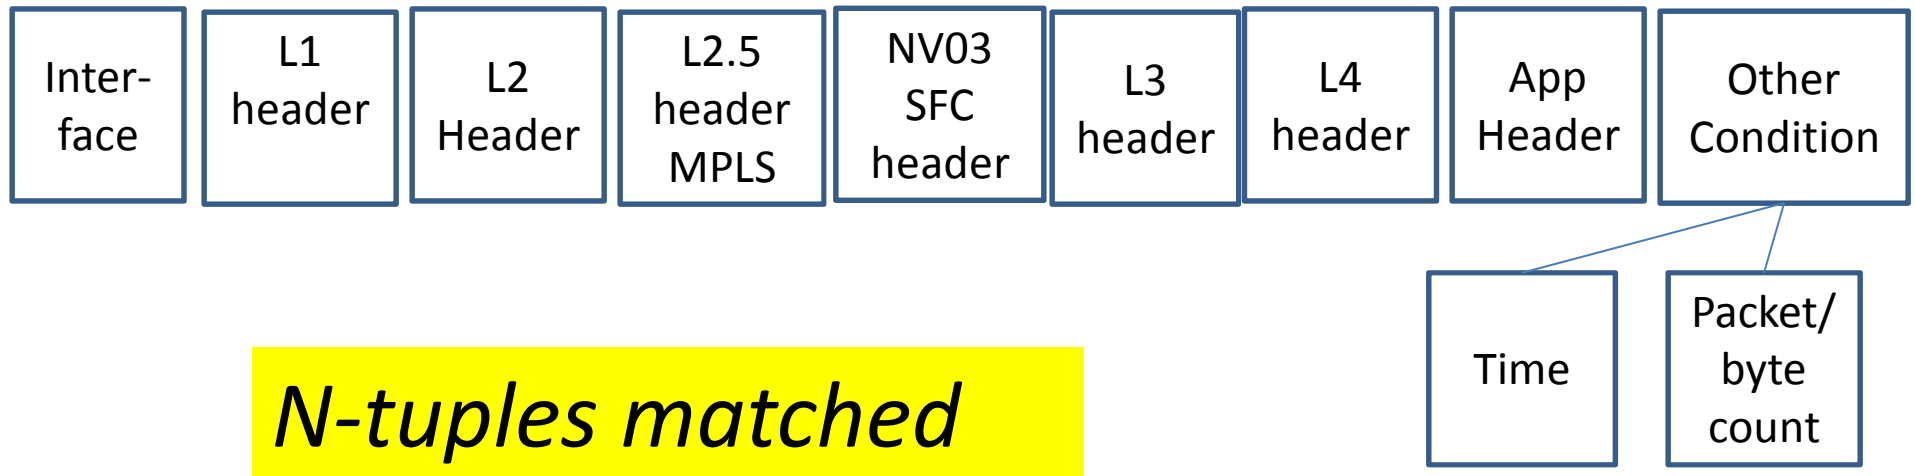 Inter-
face
L1
header
L2
Header
L2.5
header
MPLS
NV03
SFC
header
L3
header
L4
header
App
Header
Other
Condition
Time
Packet/
byte
count
N-tuples matched